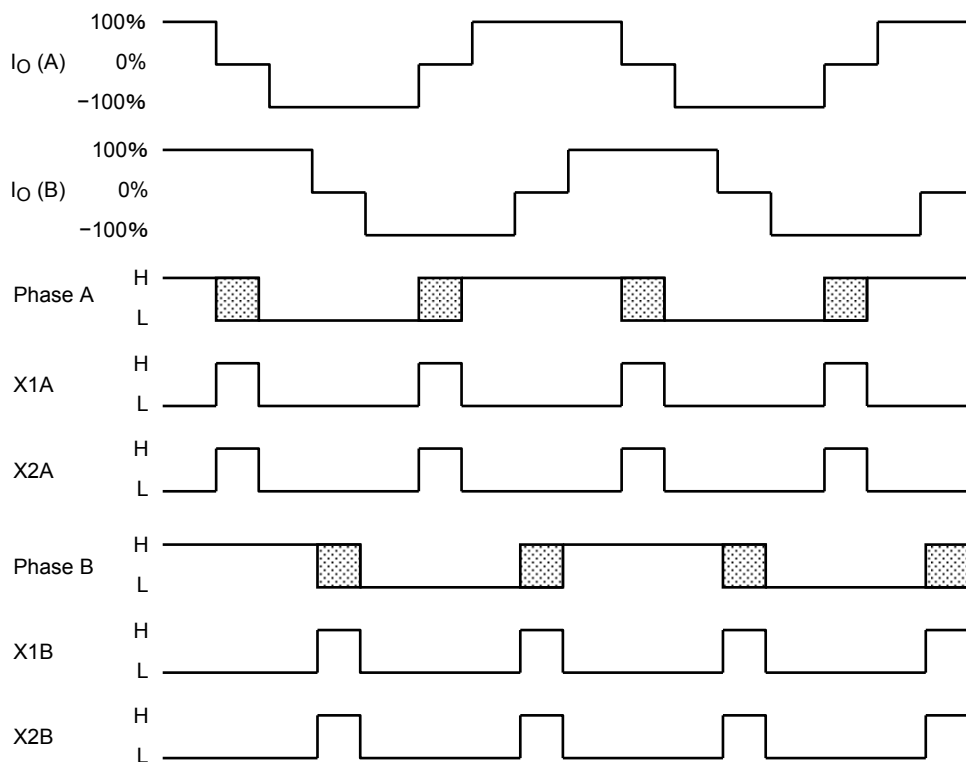 100%
I_O (A) 0%
−100%
100%
I_O (B) 0%
−100%
H
Phase A
L
H
X1A
L
H
X2A
L
H
Phase B
L
H
X1B
L
H
X2B
L